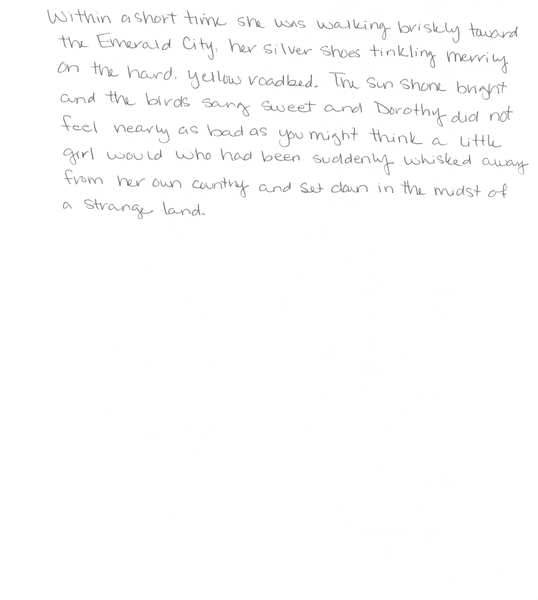 Within a short time she was walking briskly toward
the Emerald City, her silver shoes tinkling merrily
on the hard, yellow roadbed. The sun shone bright
and the birds sang sweet and Dorothy did not
feel nearly as bad as you might think a little
girl would who had been suddenly whisked away
from her own country and set down in the midst of
a strange land.